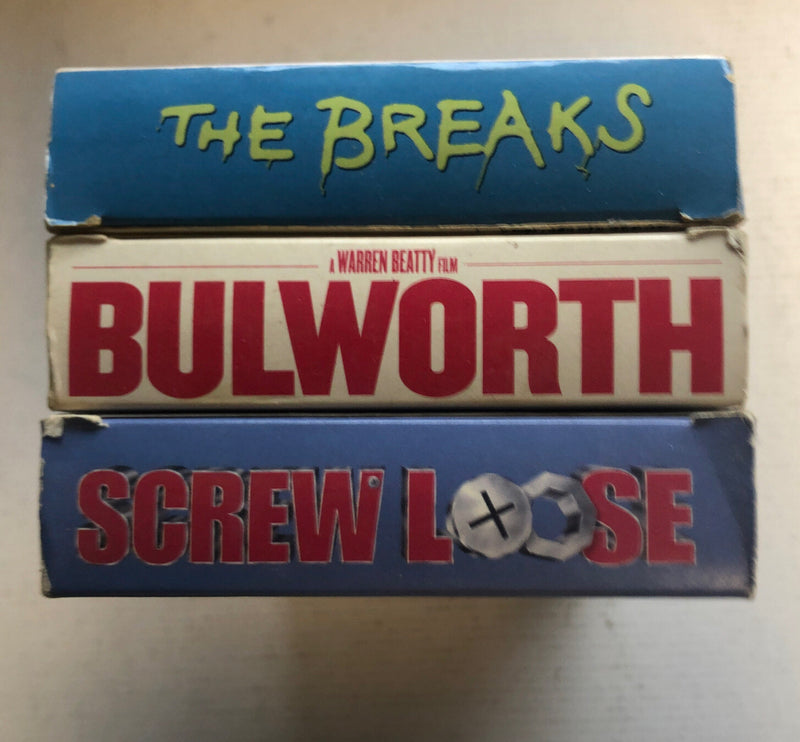 THE BREAKS
A WARREN BEATTY FILM
BULWORTH
SCREW LOOSE